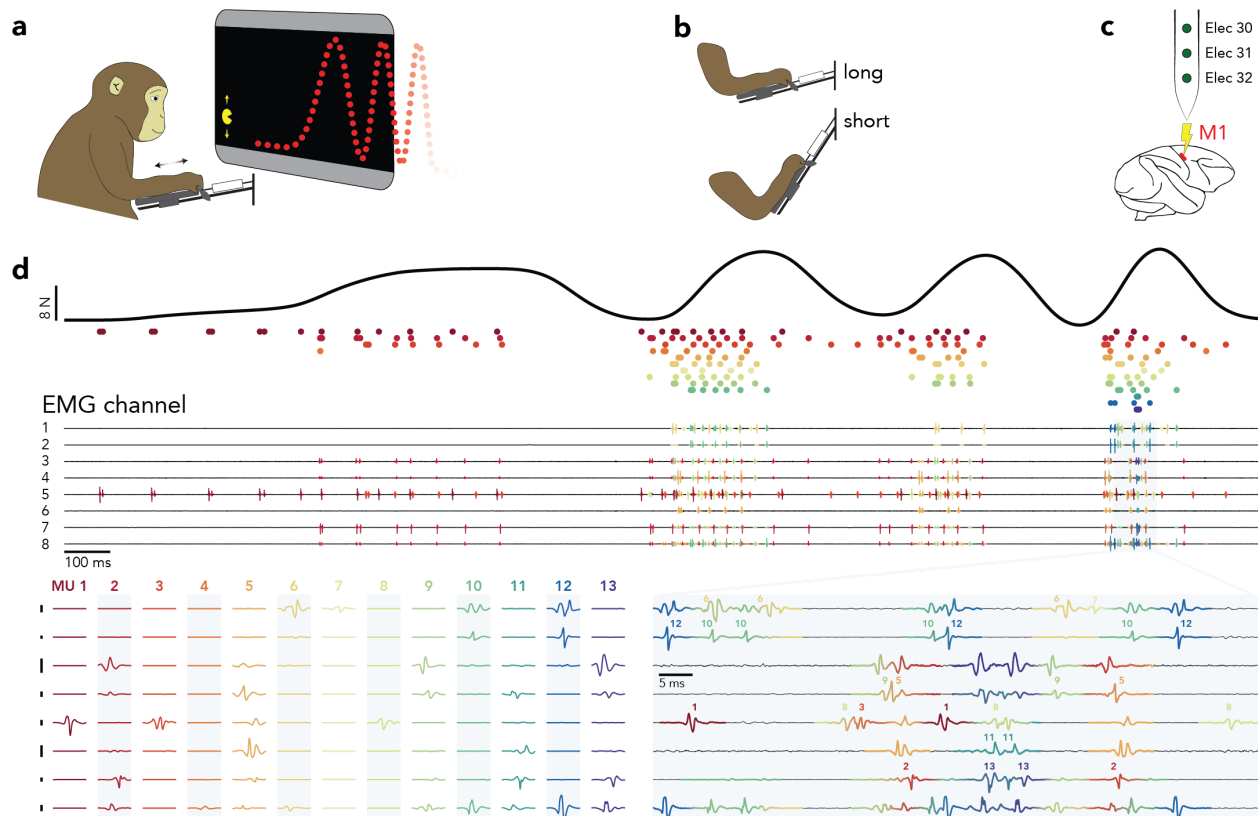 a
b
long
short
c
Elec 30
Elec 31
Elec 32
M1
d
8 N
EMG channel
1
2
3
4
5
6
7
8
100 ms
MU 1 2 3 4 5 6 7 8 9 10 11 12 13
6 6 6 7
12 10 10 10 12 10 12
5 ms
9 5 9 5
1 8 3 1 8 8
11 11
2 13 13 2